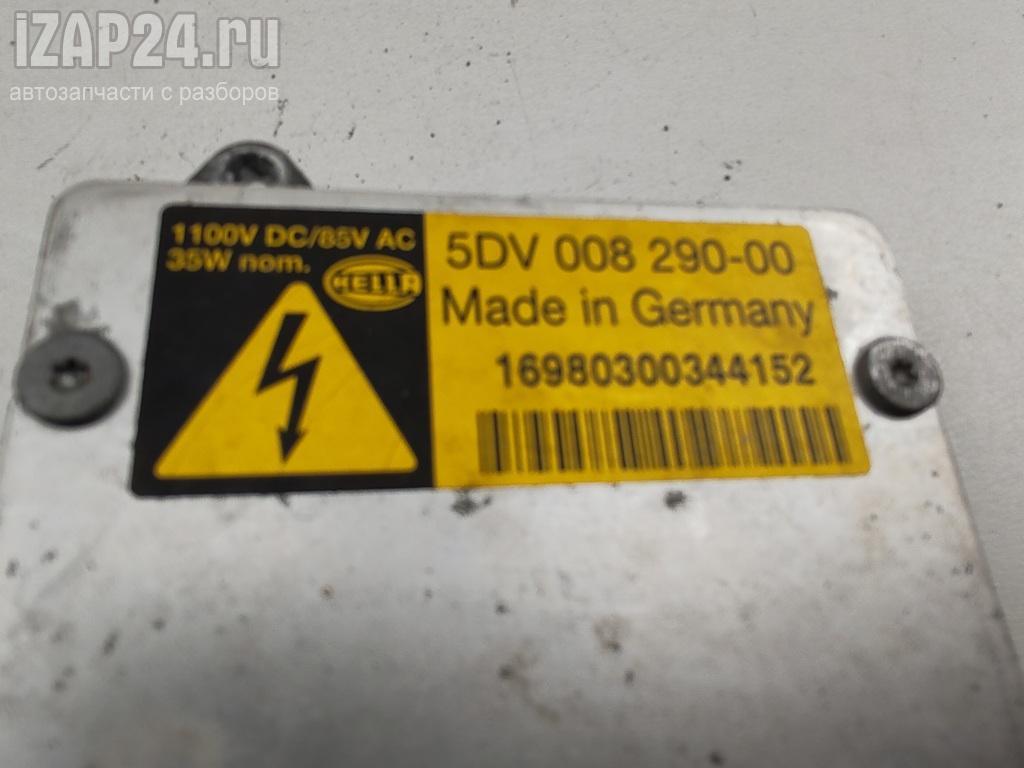 iZAP24.ru
автозапчасти с разборов
1100V DC/85V AC
35W nom.
HELLA
5DV 008 290-00
Made in Germany
16980300344152